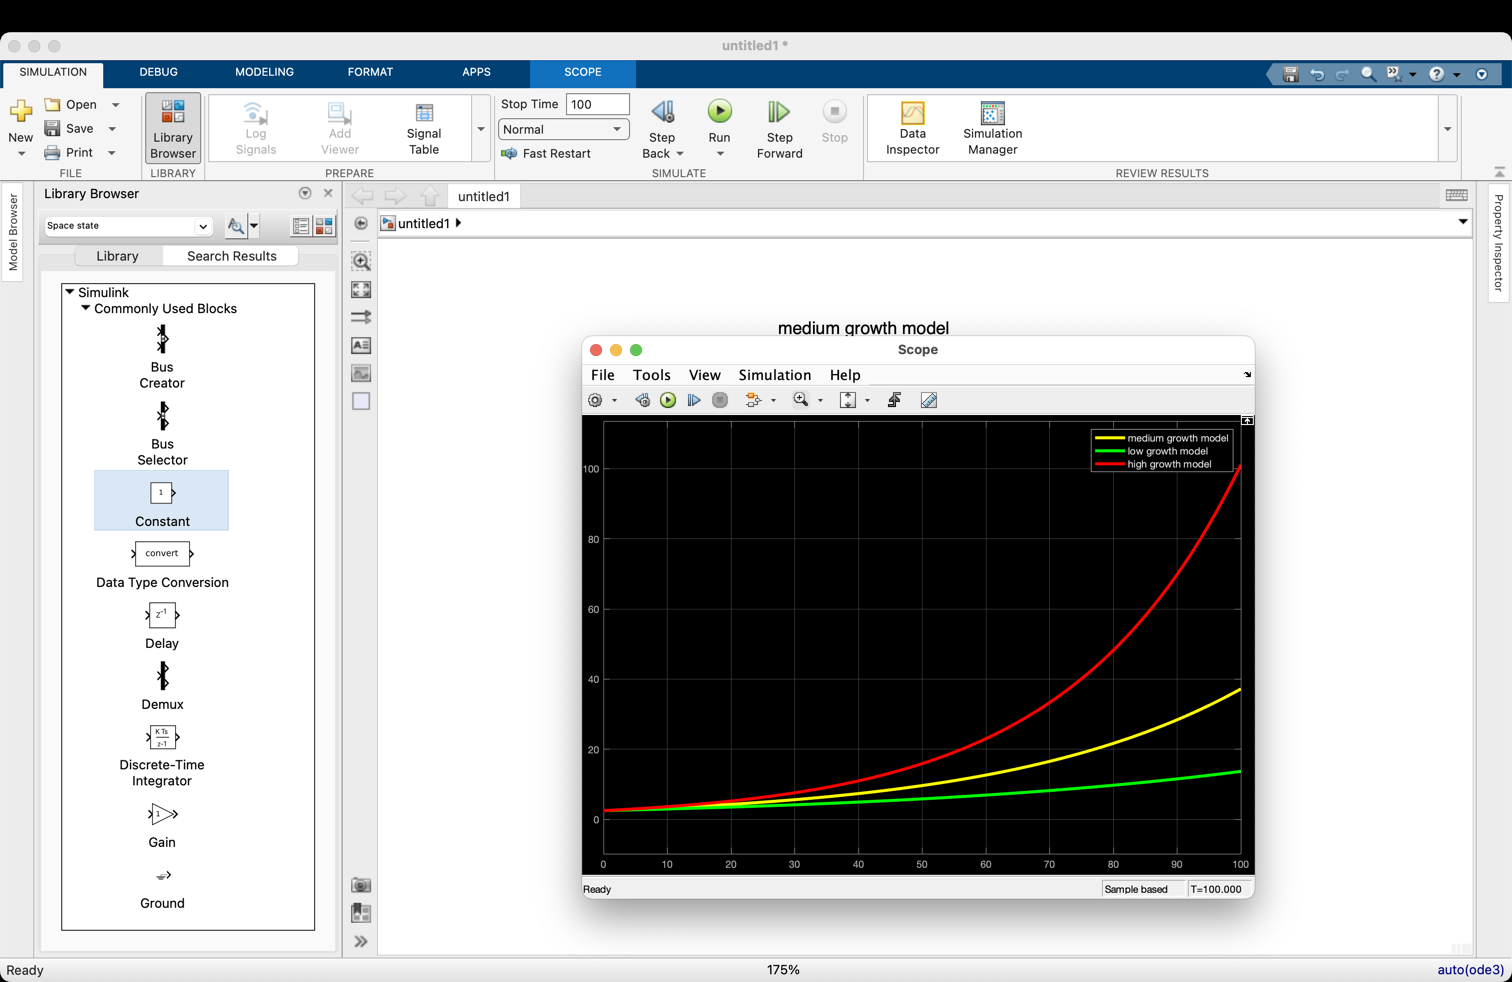 untitled1 *
SIMULATION DEBUG MODELING FORMAT APPS SCOPE
New
Open
Save
Print
FILE
Library
Browser
LIBRARY
Log
Signals
Add
Viewer
Signal
Table
PREPARE
Stop Time 100
Normal
Fast Restart
Step
Back
Run
Step
Forward
Stop
SIMULATE
Data
Inspector
Simulation
Manager
REVIEW RESULTS
Model Browser
Library Browser
Space state
Library Search Results
Simulink
Commonly Used Blocks
Bus
Creator
Bus
Selector
1
Constant
convert
Data Type Conversion
z-1
Delay
Demux
K Ts
z-1
Discrete-Time
Integrator
1
Gain
Ground
untitled1
untitled1
Property Inspector
medium growth model
Scope
File Tools View Simulation Help
medium growth model
low growth model
high growth model
100
80
60
40
20
0
0 10 20 30 40 50 60 70 80 90 100
Ready Sample based T=100.000
Ready 175% auto(ode3)